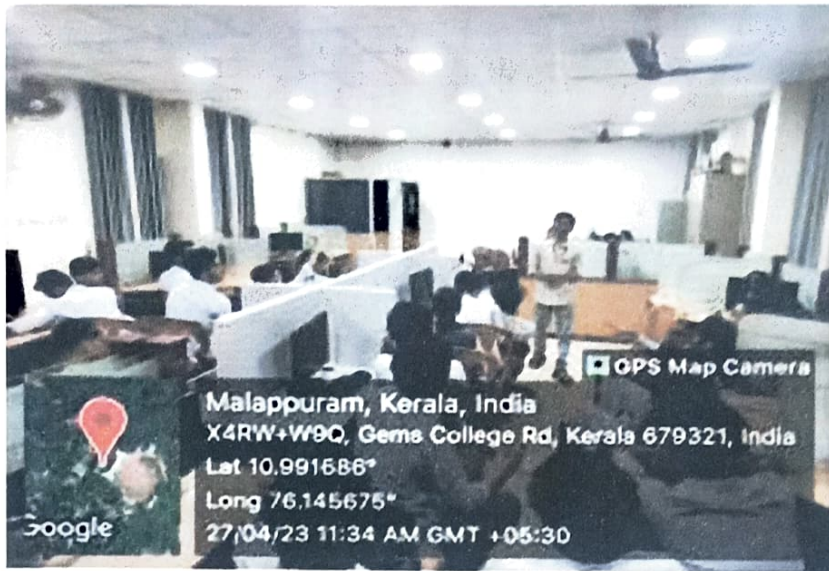 GPS Map Camera
Malappuram, Kerala, India
X4RW+W9Q, Gems College Rd, Kerala 679321, India
Lat 10.991686°
Long 76.145675°
27/04/23 11:34 AM GMT +05:30
Google